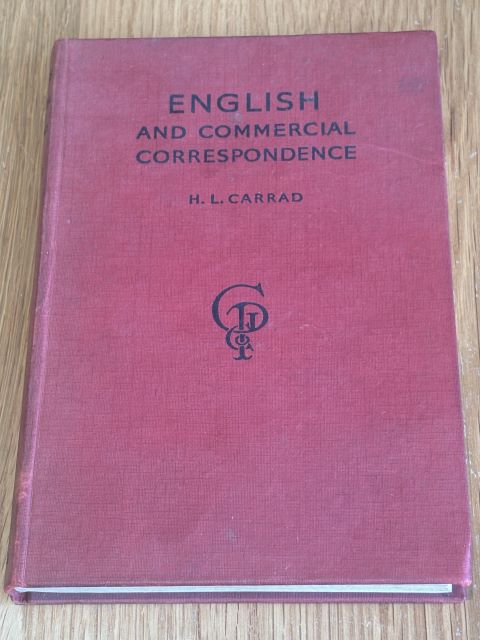 ENGLISH
AND COMMERCIAL
CORRESPONDENCE
H. L. CARRAD